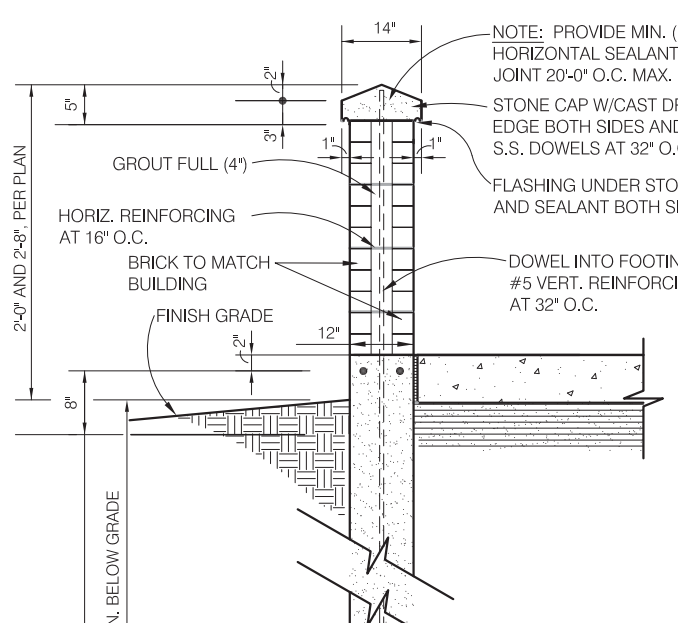 14"
NOTE: PROVIDE MIN. (
HORIZONTAL SEALANT
JOINT 20'-0" O.C. MAX.
2"
5"
3"
STONE CAP W/CAST DR
EDGE BOTH SIDES AND
S.S. DOWELS AT 32" O.C
1"
1"
GROUT FULL (4")
FLASHING UNDER STO
AND SEALANT BOTH SI
HORIZ. REINFORCING
AT 16" O.C.
2'-0" AND 2'-8", PER PLAN
BRICK TO MATCH
BUILDING
DOWEL INTO FOOTIN
#5 VERT. REINFORCI
AT 32" O.C.
FINISH GRADE
12"
2"
8"
N. BELOW GRADE